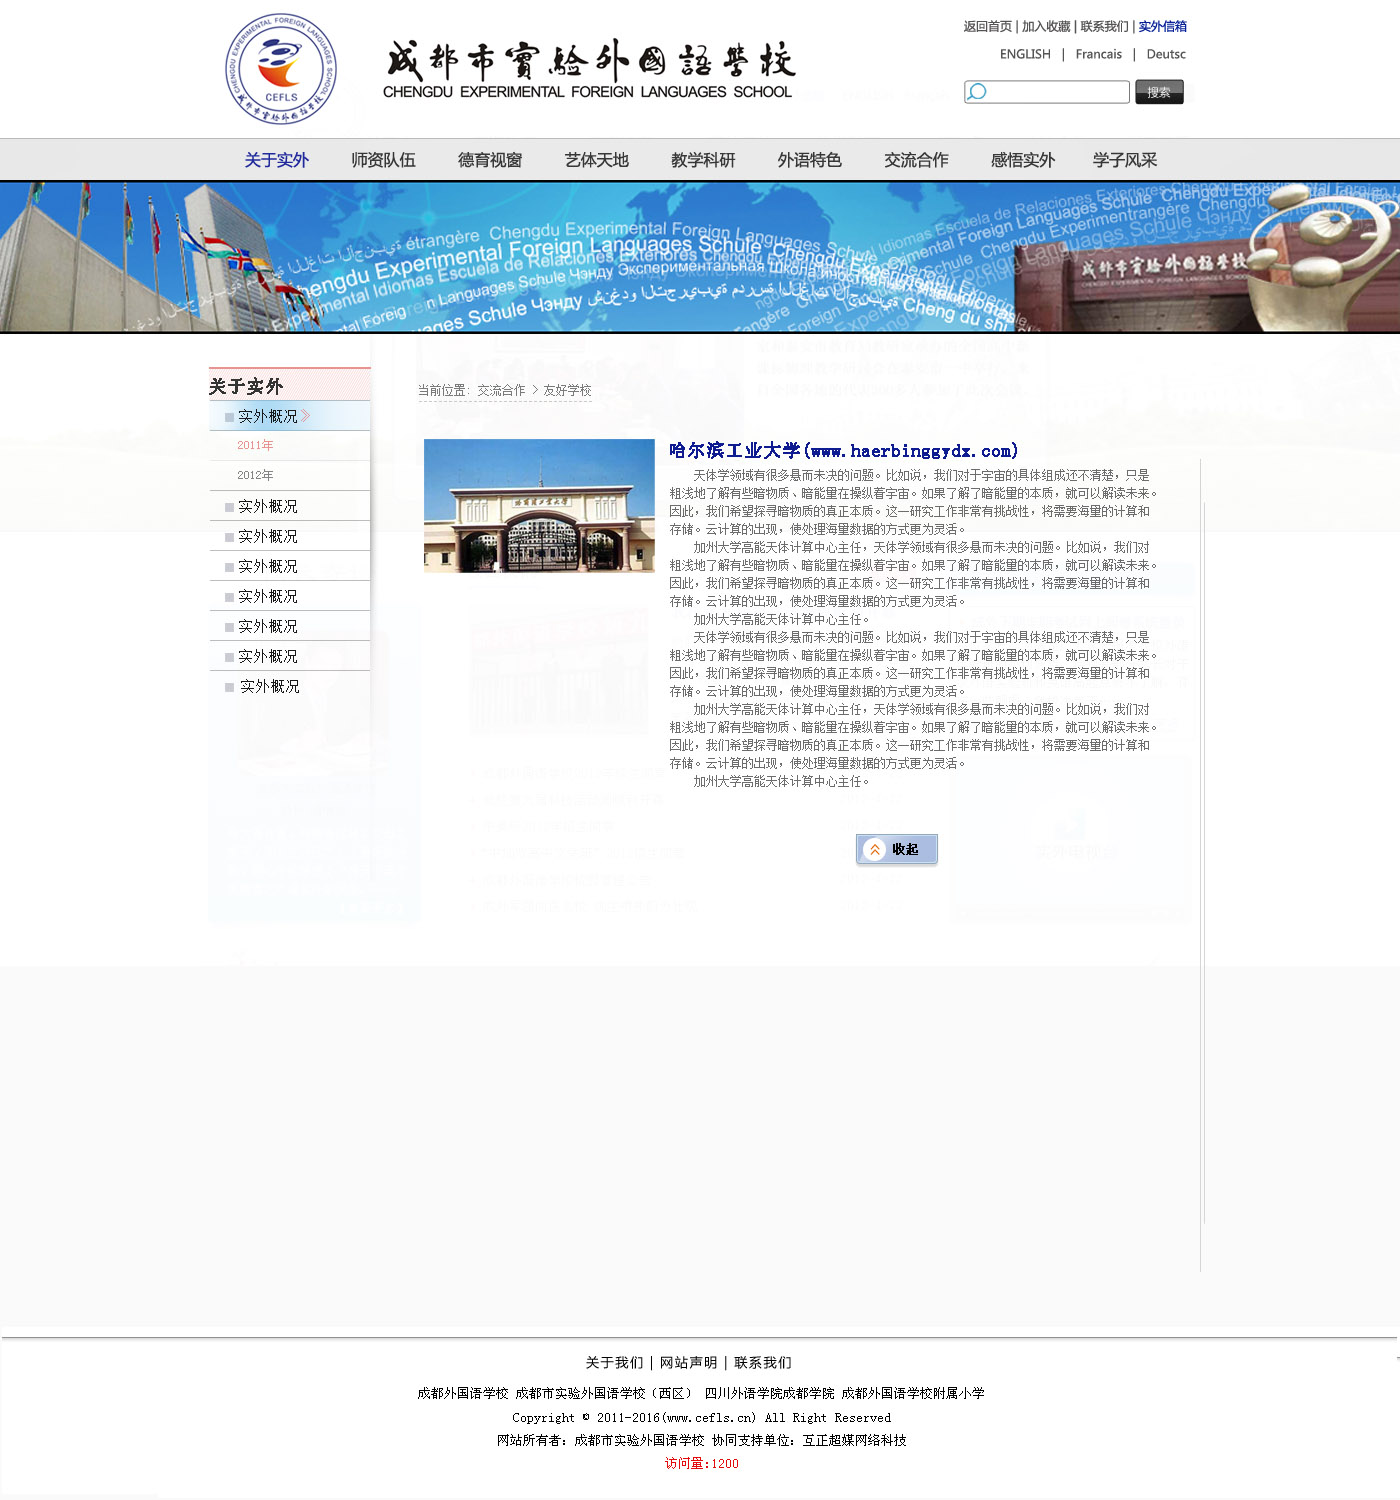 CHENGDU EXPERIMENTAL FOREIGN LANGUAGES SCHOOL
CEFLS
成都市實驗外國語學校
成都市實驗外國語學校
CHENGDU EXPERIMENTAL FOREIGN LANGUAGES SCHOOL
返回首页 | 加入收藏 | 联系我们 | 实外信箱
ENGLISH | Francais | Deutsc
搜索
关于实外 师资队伍 德育视窗 艺体天地 教学科研 外语特色 交流合作 感悟实外 学子风采
étrangère Chengdu Experimental Foreign Languages Schule
成都市實驗外國語學校
关于实外
实外概况
2011年
2012年
实外概况
实外概况
实外概况
实外概况
实外概况
实外概况
实外概况
当前位置：交流合作 > 友好学校
哈尔滨工业大学(www.haerbinggydx.com)
天体学领域有很多悬而未决的问题。比如说，我们对于宇宙的具体组成还不清楚，只是
粗浅地了解有些暗物质、暗能量在操纵着宇宙。如果了解了暗能量的本质，就可以解读未来。
因此，我们希望探寻暗物质的真正本质。这一研究工作非常有挑战性，将需要海量的计算和
存储。云计算的出现，使处理海量数据的方式更为灵活。
加州大学高能天体计算中心主任，天体学领域有很多悬而未决的问题。比如说，我们对
粗浅地了解有些暗物质、暗能量在操纵着宇宙。如果了解了暗能量的本质，就可以解读未来。
因此，我们希望探寻暗物质的真正本质。这一研究工作非常有挑战性，将需要海量的计算和
存储。云计算的出现，使处理海量数据的方式更为灵活。
加州大学高能天体计算中心主任。
天体学领域有很多悬而未决的问题。比如说，我们对于宇宙的具体组成还不清楚，只是
粗浅地了解有些暗物质、暗能量在操纵着宇宙。如果了解了暗能量的本质，就可以解读未来。
因此，我们希望探寻暗物质的真正本质。这一研究工作非常有挑战性，将需要海量的计算和
存储。云计算的出现，使处理海量数据的方式更为灵活。
加州大学高能天体计算中心主任，天体学领域有很多悬而未决的问题。比如说，我们对
粗浅地了解有些暗物质、暗能量在操纵着宇宙。如果了解了暗能量的本质，就可以解读未来。
因此，我们希望探寻暗物质的真正本质。这一研究工作非常有挑战性，将需要海量的计算和
存储。云计算的出现，使处理海量数据的方式更为灵活。
加州大学高能天体计算中心主任。
收起
关于我们 | 网站声明 | 联系我们
成都外国语学校 成都市实验外国语学校（西区） 四川外语学院成都学院 成都外国语学校附属小学
Copyright © 2011-2016(www.cefls.cn) All Right Reserved
网站所有者：成都市实验外国语学校 协同支持单位：互正超媒网络科技
访问量:1200